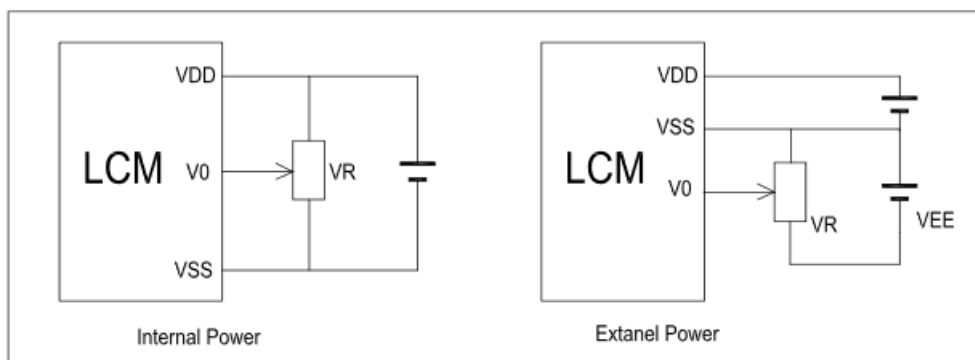 VDD
LCM
V0
VR
VSS
Internal Power
VDD
VSS
LCM
V0
VR
VEE
Extanel Power